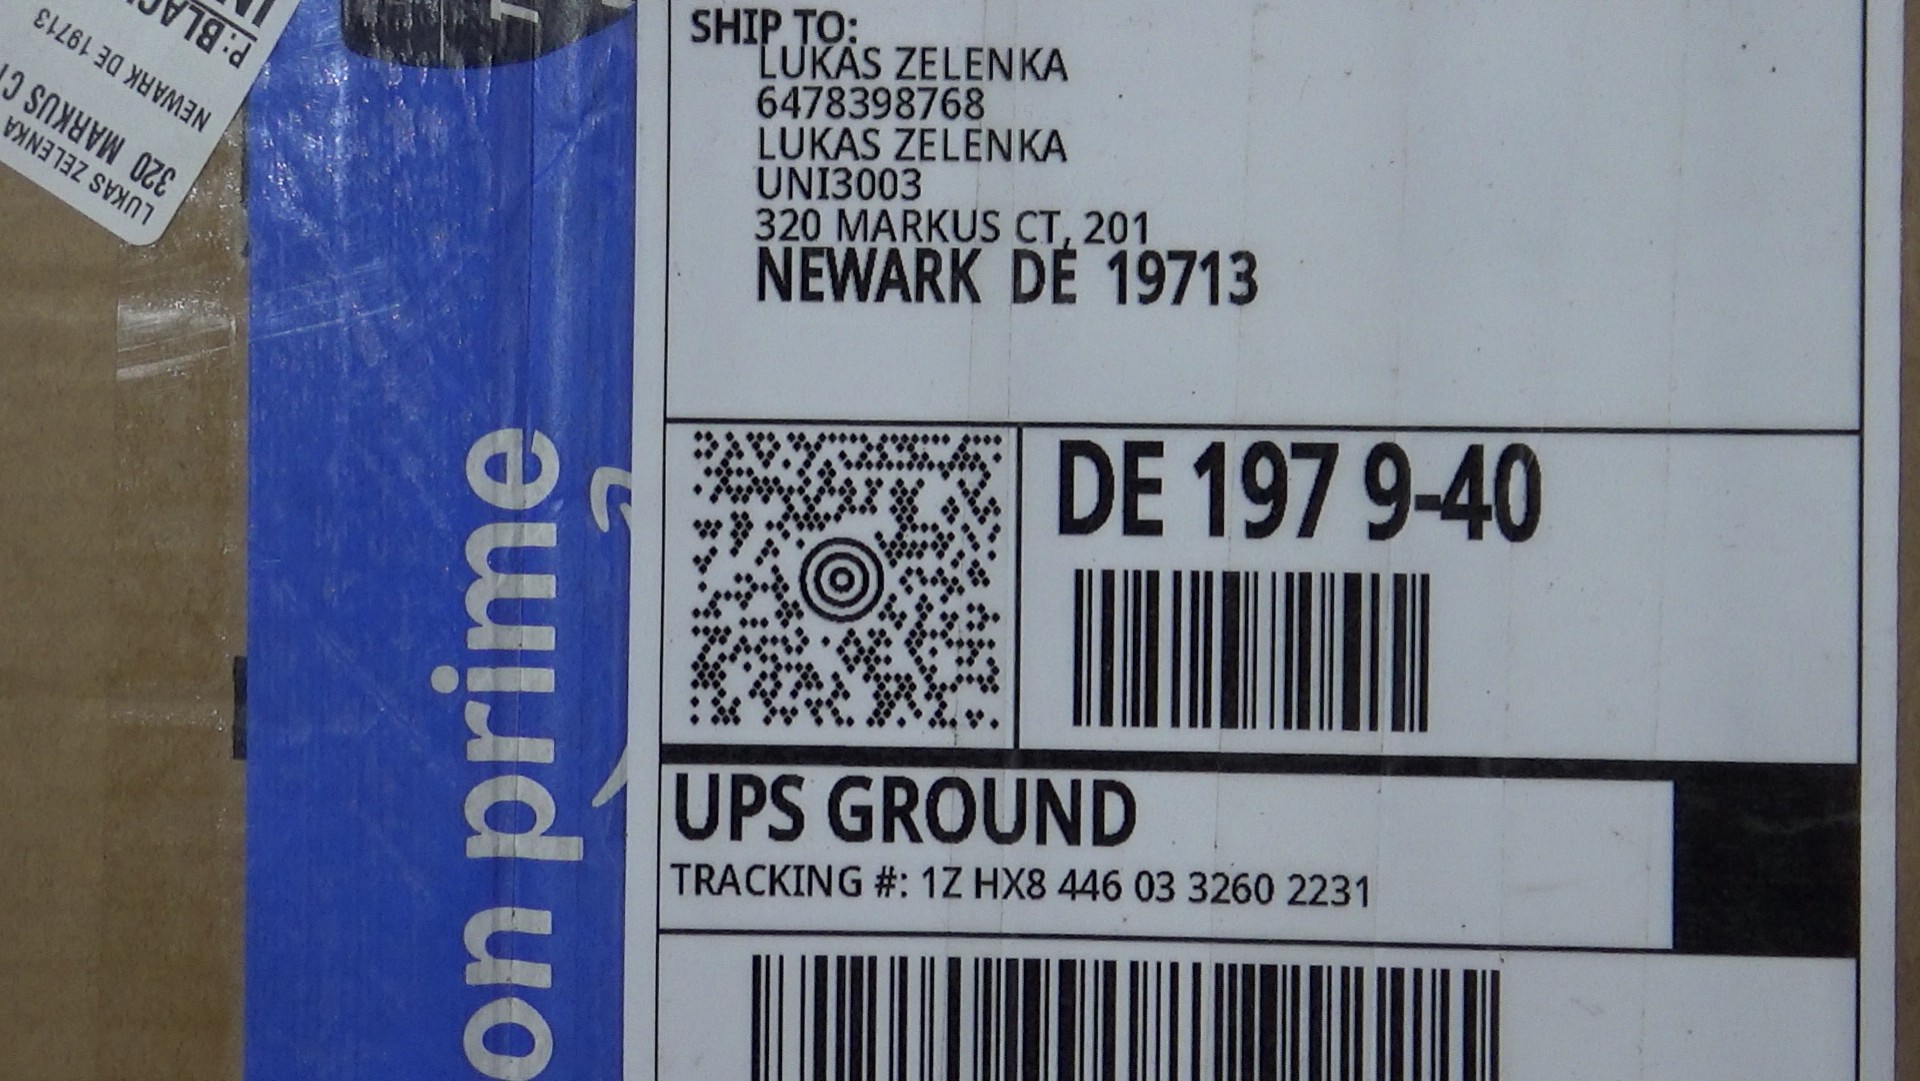 SHIP TO:
LUKAS ZELENKA
6478398768
LUKAS ZELENKA
UNI3003
320 MARKUS CT, 201
NEWARK DE 19713
DE 197 9-40
UPS GROUND
TRACKING #: 1Z HX8 446 03 3260 2231
on prime
LUKAS ZELENKA
320 MARKUS
NEWARK DE 19713